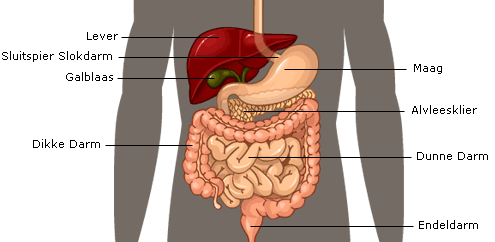 Lever
Sluitspier Slokdarm
Galblaas
Maag
Alvleesklier
Dikke Darm
Dunne Darm
Endeldarm